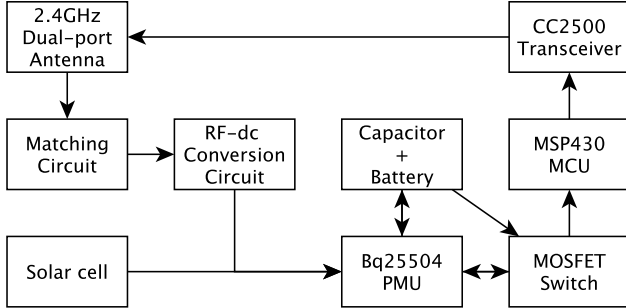 2.4GHz
Dual-port
Antenna
CC2500
Transceiver
Matching
Circuit
RF-dc
Conversion
Circuit
Capacitor
+
Battery
MSP430
MCU
Solar cell
Bq25504
PMU
MOSFET
Switch